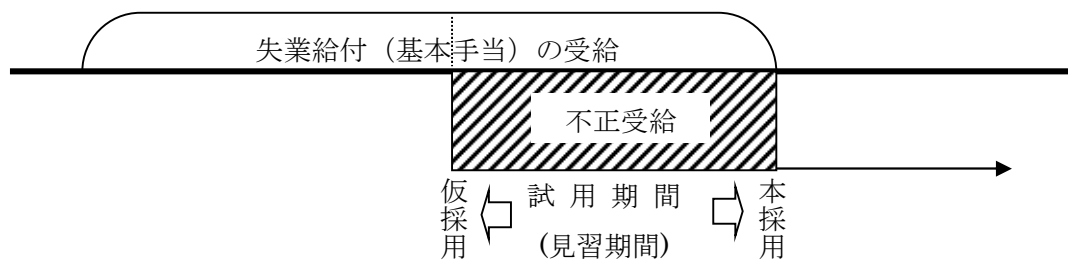 失業給付（基本手当）の受給
不正受給
仮採用
試用期間
(見習期間)
本採用